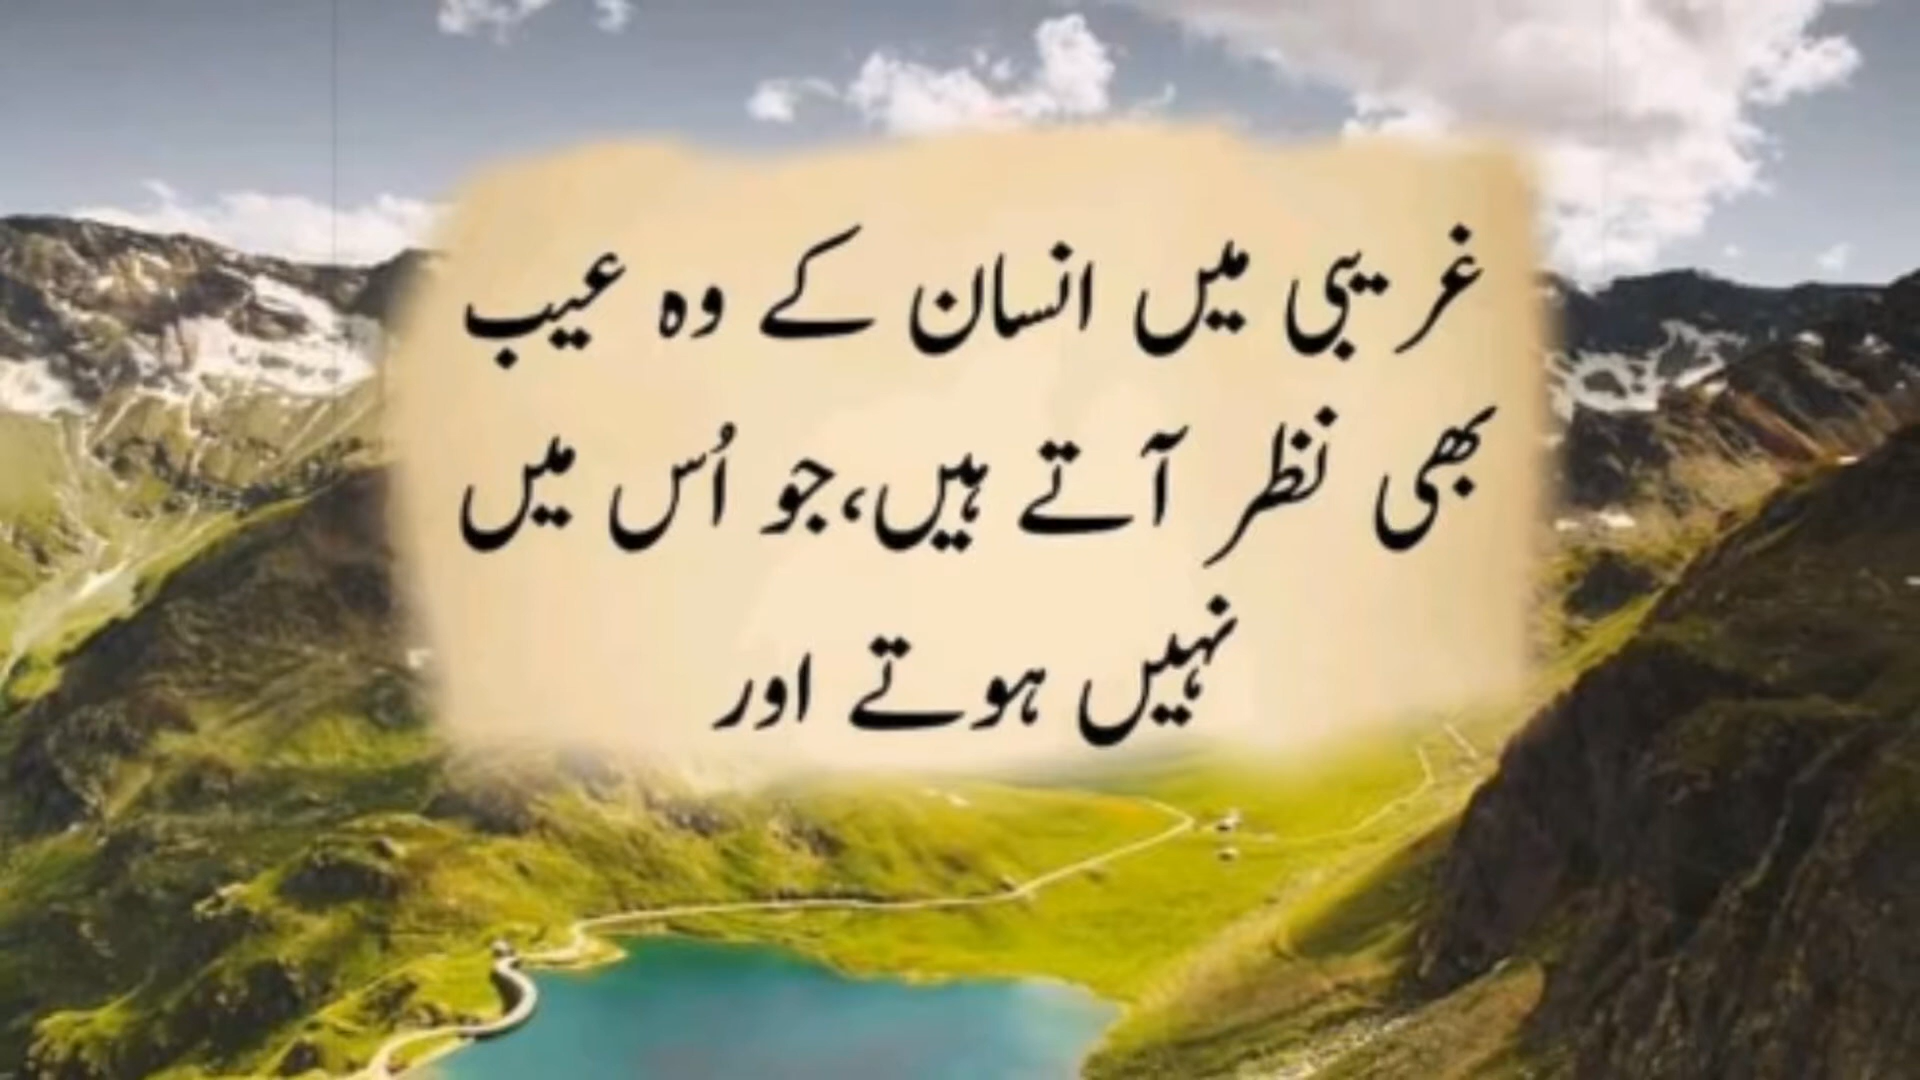 غریبی میں انسان کے وہ عیب
بھی نظر آتے ہیں،جو اُس میں
نہیں ہوتے اور